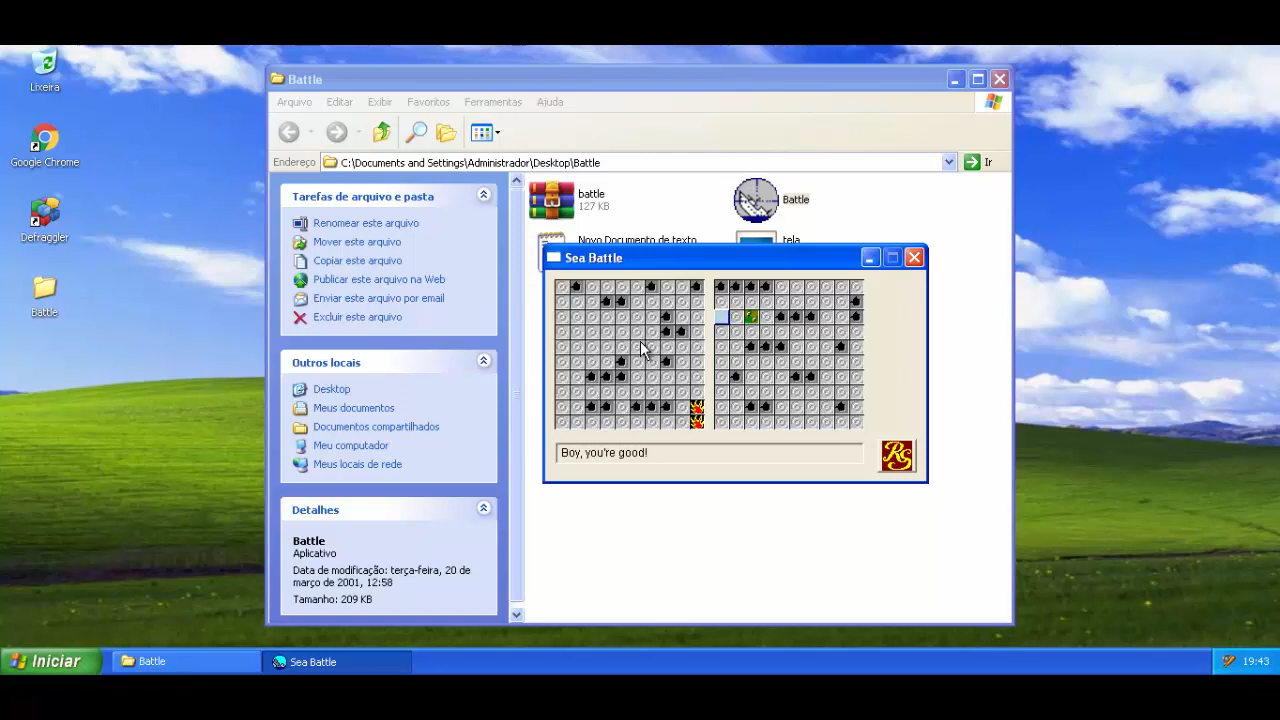 Lixeira
Google Chrome
Defraggler
Battle
Battle
Arquivo Editar Exibir Favoritos Ferramentas Ajuda
Endereço C:\Documents and Settings\Administrador\Desktop\Battle Ir
Tarefas de arquivo e pasta
Renomear este arquivo
Mover este arquivo
Copiar este arquivo
Publicar este arquivo na Web
Enviar este arquivo por email
Excluir este arquivo
Outros locais
Desktop
Meus documentos
Documentos compartilhados
Meu computador
Meus locais de rede
Detalhes
Battle
Aplicativo
Data de modificação: terça-feira, 20 de
março de 2001, 12:58
Tamanho: 209 KB
battle
127 KB
Battle
Novo Documento de texto
tela
Sea Battle
Boy, you're good!
RS
Iniciar
Battle
Sea Battle
19:43